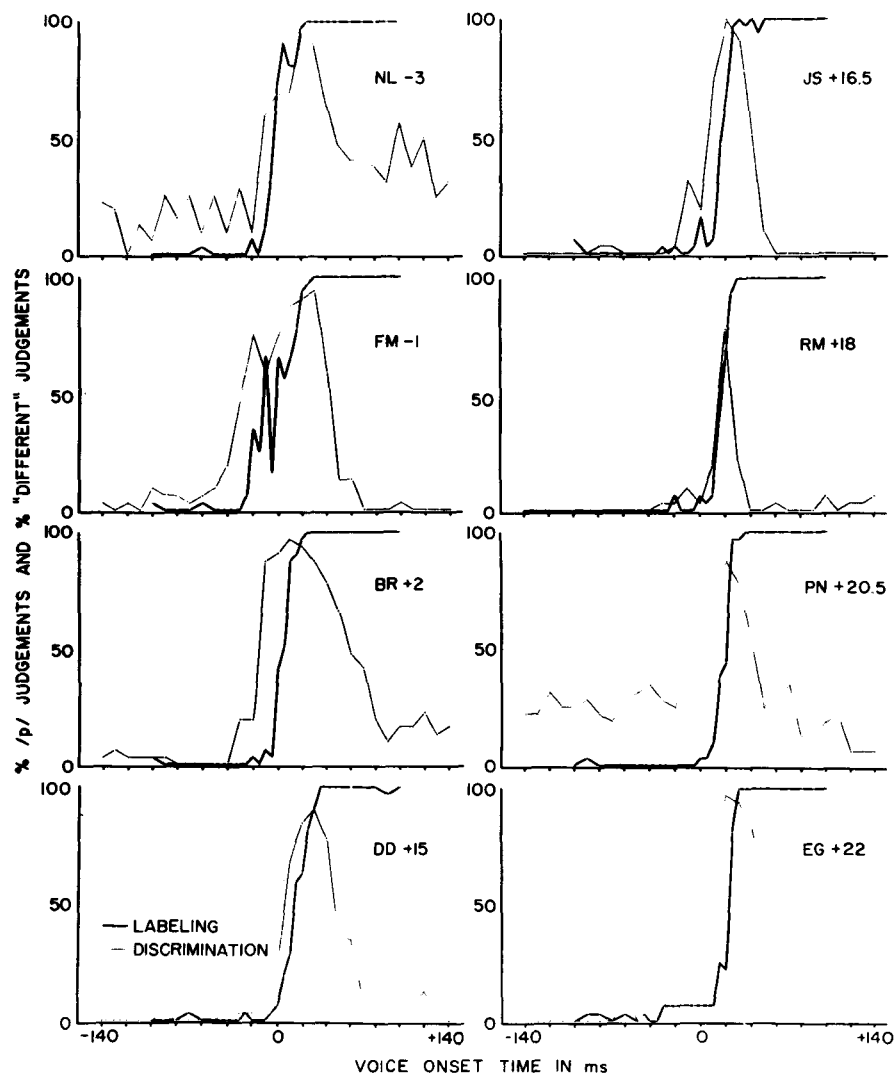 % /p/ JUDGEMENTS AND % "DIFFERENT" JUDGEMENTS
100
50
0
NL -3
JS +16.5
100
50
0
100
50
0
FM -1
RM +18
100
50
0
100
50
0
BR +2
PN +20.5
100
50
0
100
50
0
DD +15
EG +22
LABELING
DISCRIMINATION
100
50
0
-140
0
+140
-140
0
+140
VOICE ONSET TIME IN ms